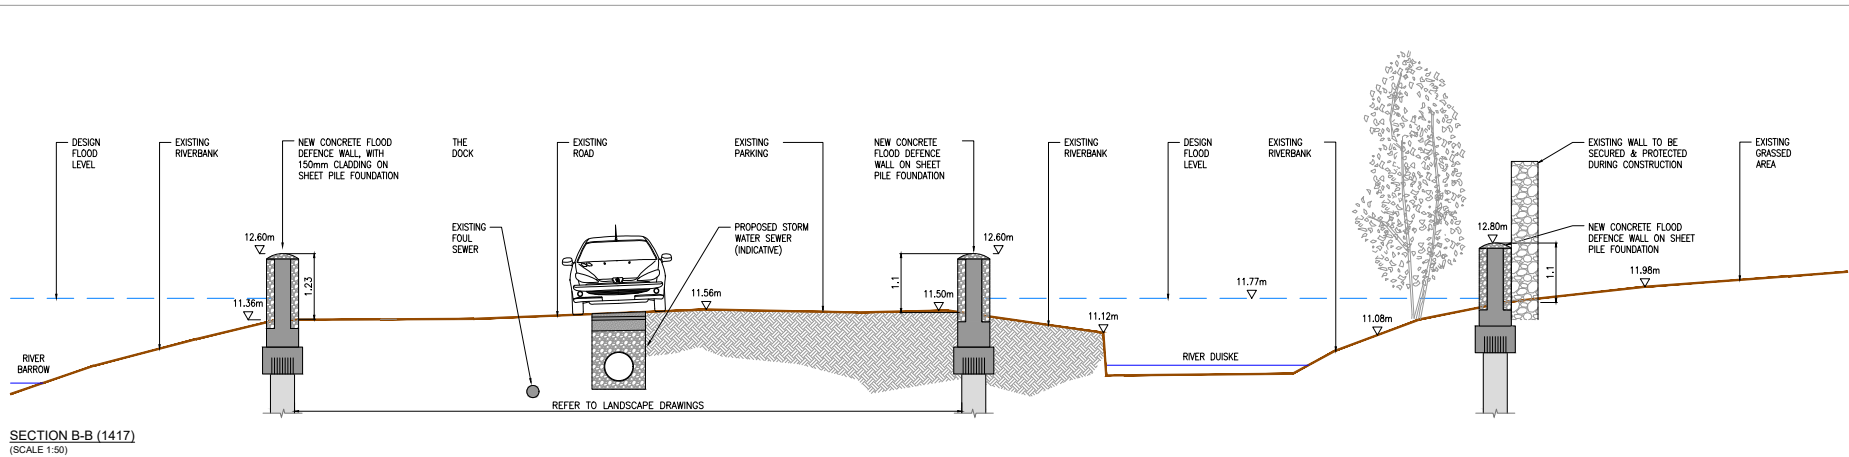 DESIGN
FLOOD
LEVEL
EXISTING
RIVERBANK
NEW CONCRETE FLOOD
DEFENCE WALL, WITH
150mm CLADDING ON
SHEET PILE FOUNDATION
THE
DOCK
EXISTING
ROAD
EXISTING
PARKING
NEW CONCRETE
FLOOD DEFENCE
WALL ON SHEET
PILE FOUNDATION
EXISTING
RIVERBANK
DESIGN
FLOOD
LEVEL
EXISTING
RIVERBANK
EXISTING WALL TO BE
SECURED & PROTECTED
DURING CONSTRUCTION
EXISTING
GRASSED
AREA
EXISTING
FOUL
SEWER
PROPOSED STORM
WATER SEWER
(INDICATIVE)
NEW CONCRETE FLOOD
DEFENCE WALL ON SHEET
PILE FOUNDATION
12.60m
12.60m
12.80m
1.23
1.1
1.1
11.36m
11.56m
11.50m
11.77m
11.98m
11.12m
11.08m
RIVER
BARROW
RIVER DUISKE
REFER TO LANDSCAPE DRAWINGS
SECTION B-B (1417)
(SCALE 1:50)